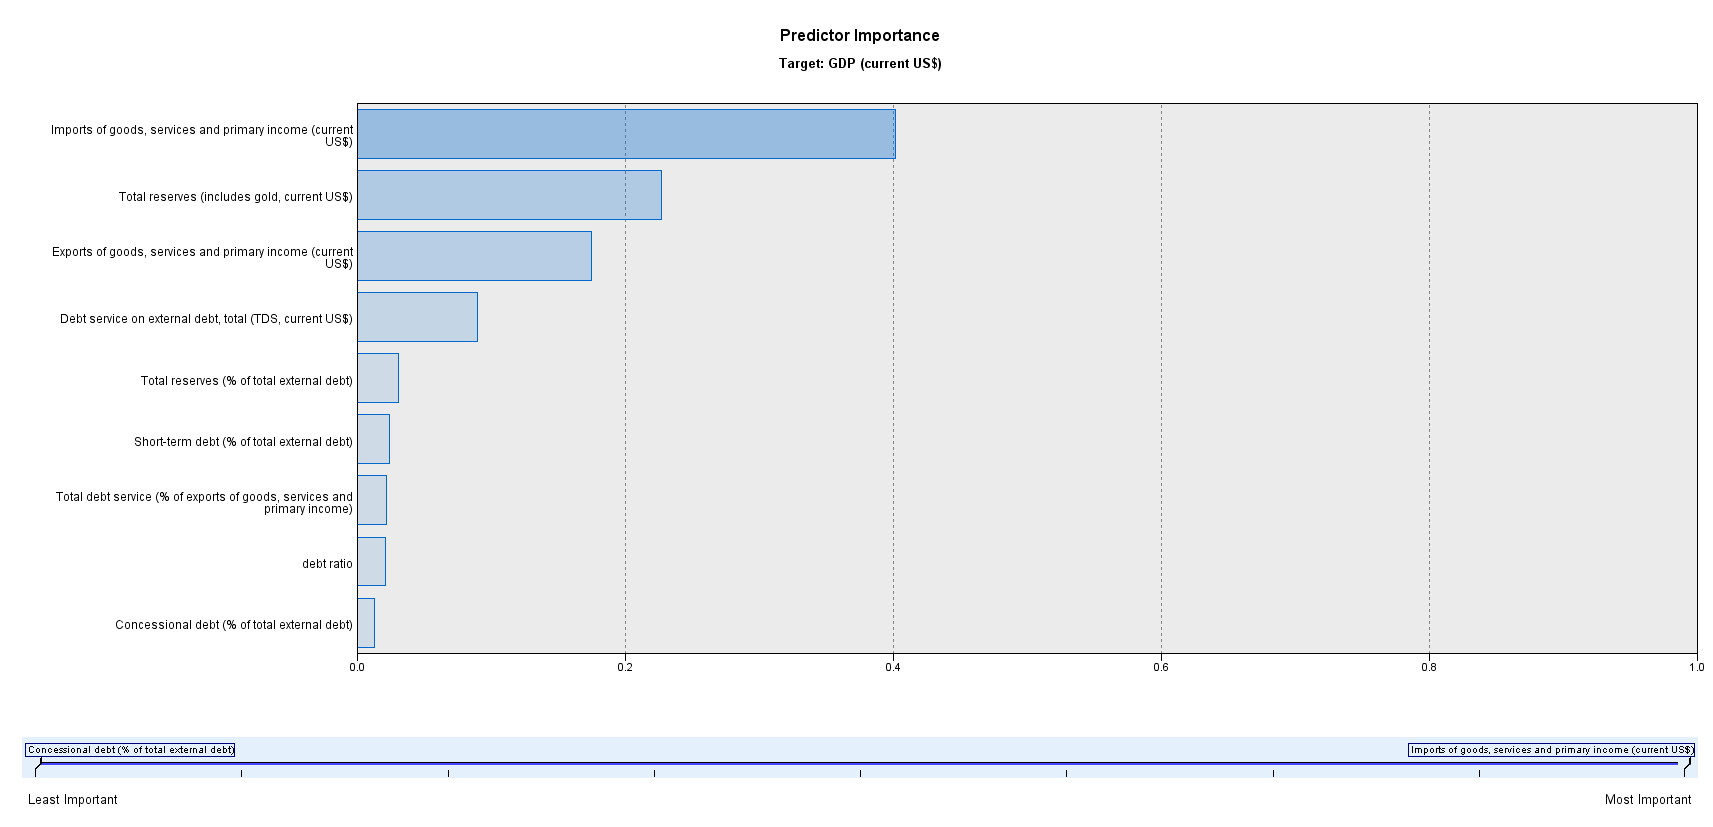 Predictor Importance
Target: GDP (current US$)
Imports of goods, services and primary income (current
US$)
Total reserves (includes gold, current US$)
Exports of goods, services and primary income (current
US$)
Debt service on external debt, total (TDS, current US$)
Total reserves (% of total external debt)
Short-term debt (% of total external debt)
Total debt service (% of exports of goods, services and
primary income)
debt ratio
Concessional debt (% of total external debt)
0.0 0.2 0.4 0.6 0.8 1.0
Concessional debt (% of total external debt) Imports of goods, services and primary income (current US$)
Least Important Most Important